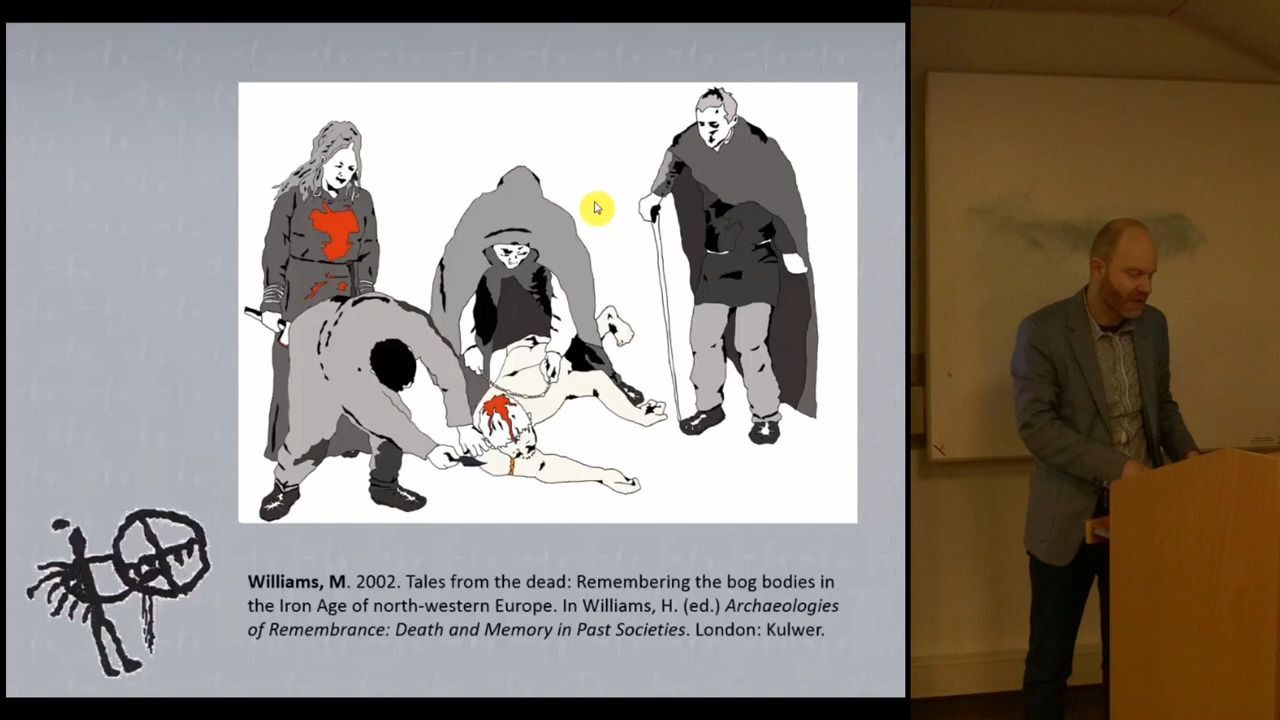 Williams, M. 2002. Tales from the dead: Remembering the bog bodies in
the Iron Age of north-western Europe. In Williams, H. (ed.) Archaeologies
of Remembrance: Death and Memory in Past Societies. London: Kulwer.